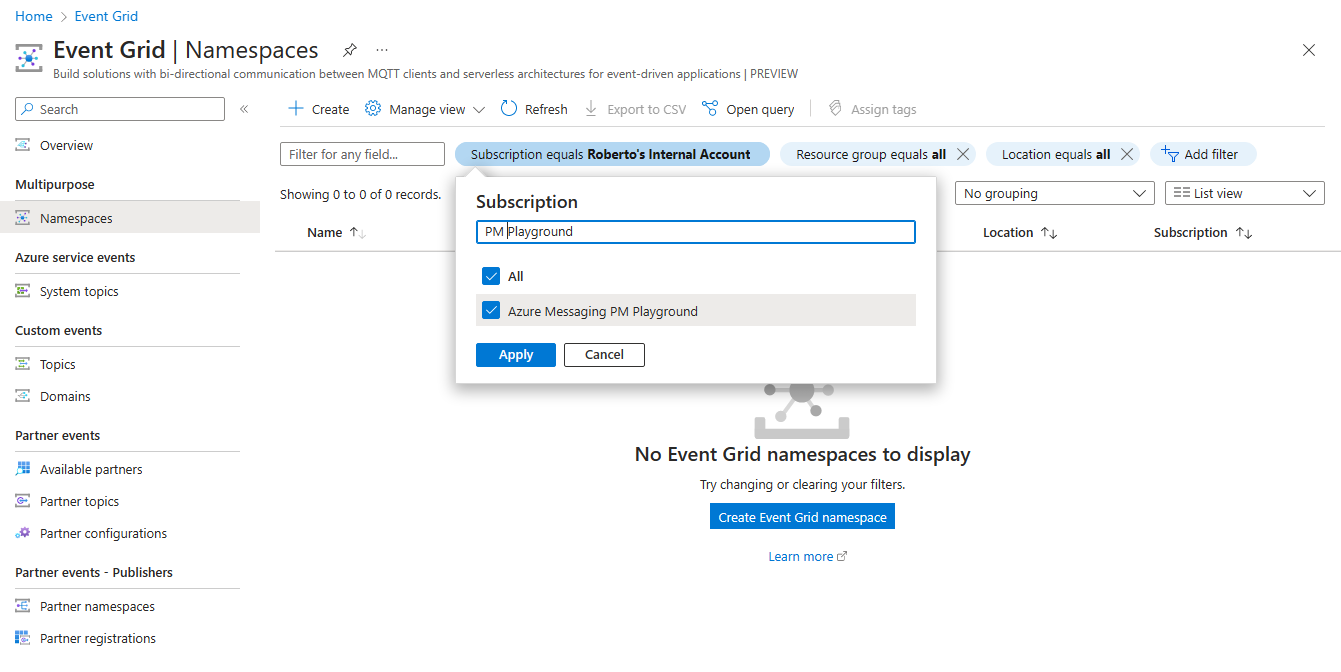 Home > Event Grid
Event Grid | Namespaces ...
Build solutions with bi-directional communication between MQTT clients and serverless architectures for event-driven applications | PREVIEW
Search «
Create Manage view Refresh Export to CSV Open query Assign tags
Overview
Filter for any field... Subscription equals Roberto's Internal Account Resource group equals all Location equals all Add filter
Multipurpose
Showing 0 to 0 of 0 records. No grouping List view
Namespaces
Name ↑↓ Location ↑↓ Subscription ↑↓
Subscription
PM Playground
All
Azure Messaging PM Playground
Apply Cancel
Azure service events
System topics
Custom events
Topics
Domains
Partner events
Available partners
Partner topics
Partner configurations
Partner events - Publishers
Partner namespaces
Partner registrations
No Event Grid namespaces to display
Try changing or clearing your filters.
Create Event Grid namespace
Learn more